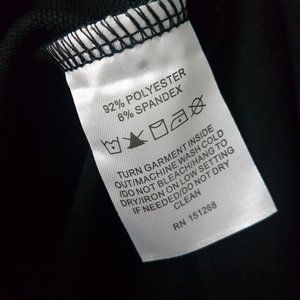 92% POLYESTER
8% SPANDEX
TURN GARMENT INSIDE
OUT/MACHINE WASH COLD
/DO NOT BLEACH/HANG TO
DRY/IRON ON LOW SETTING
IF NEEDED/DO NOT DRY
CLEAN
RN 151268